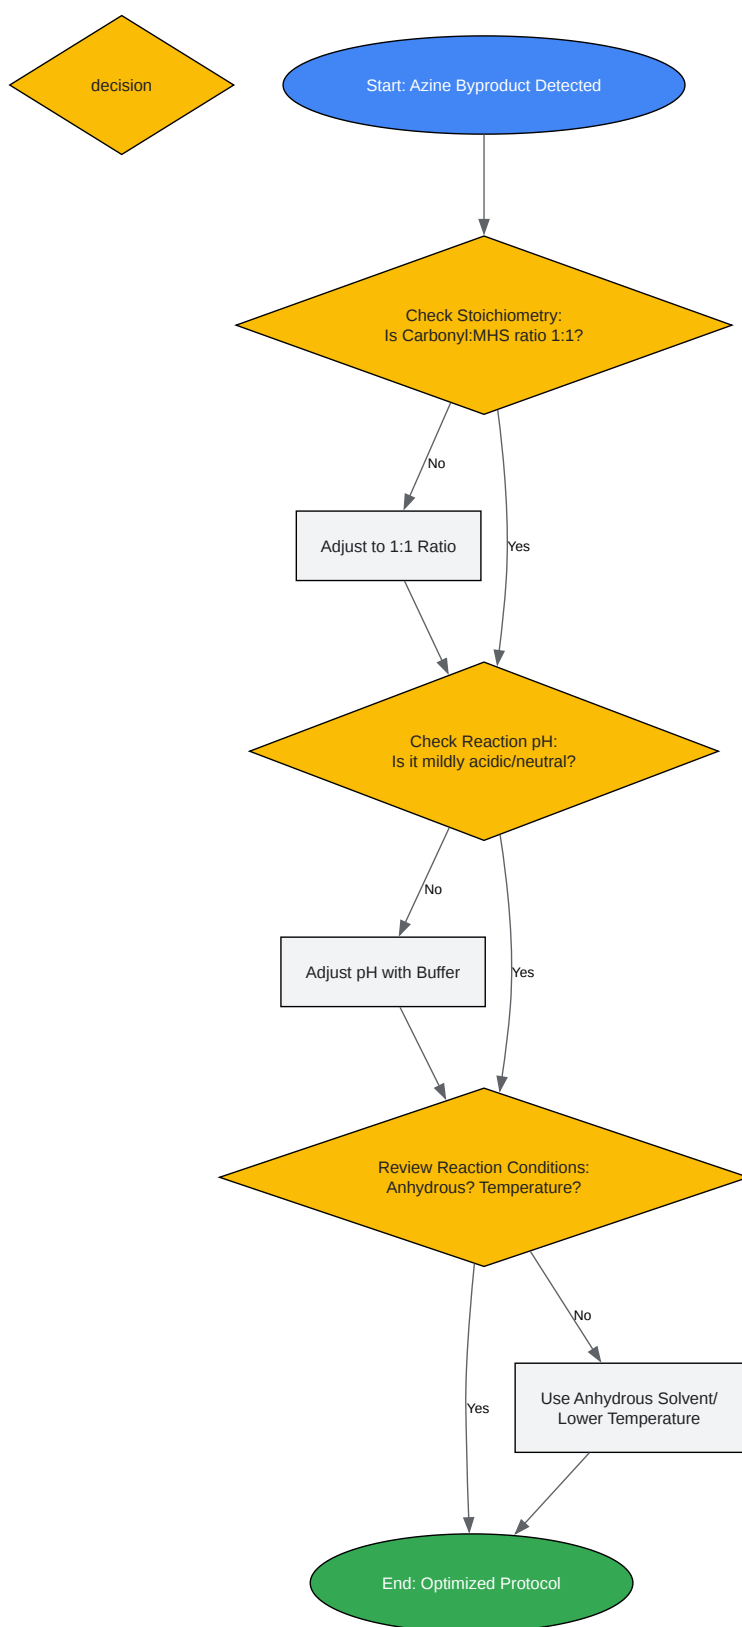 decision
Start: Azine Byproduct Detected
Check Stoichiometry:
Is Carbonyl:MHS ratio 1:1?
No
Adjust to 1:1 Ratio
Yes
Check Reaction pH:
Is it mildly acidic/neutral?
No
Adjust pH with Buffer
Yes
Review Reaction Conditions:
Anhydrous? Temperature?
No
Use Anhydrous Solvent/
Lower Temperature
Yes
End: Optimized Protocol